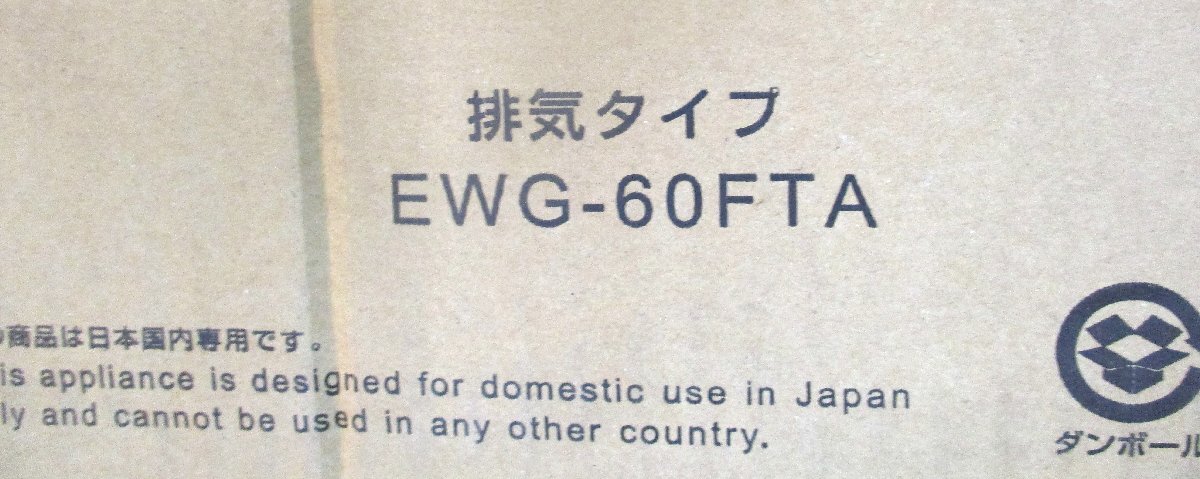 排気タイプ
EWG-60FTA
商品は日本国内専用です。
is appliance is designed for domestic use in Japan
ly and cannot be used in any other country.
ダンボール